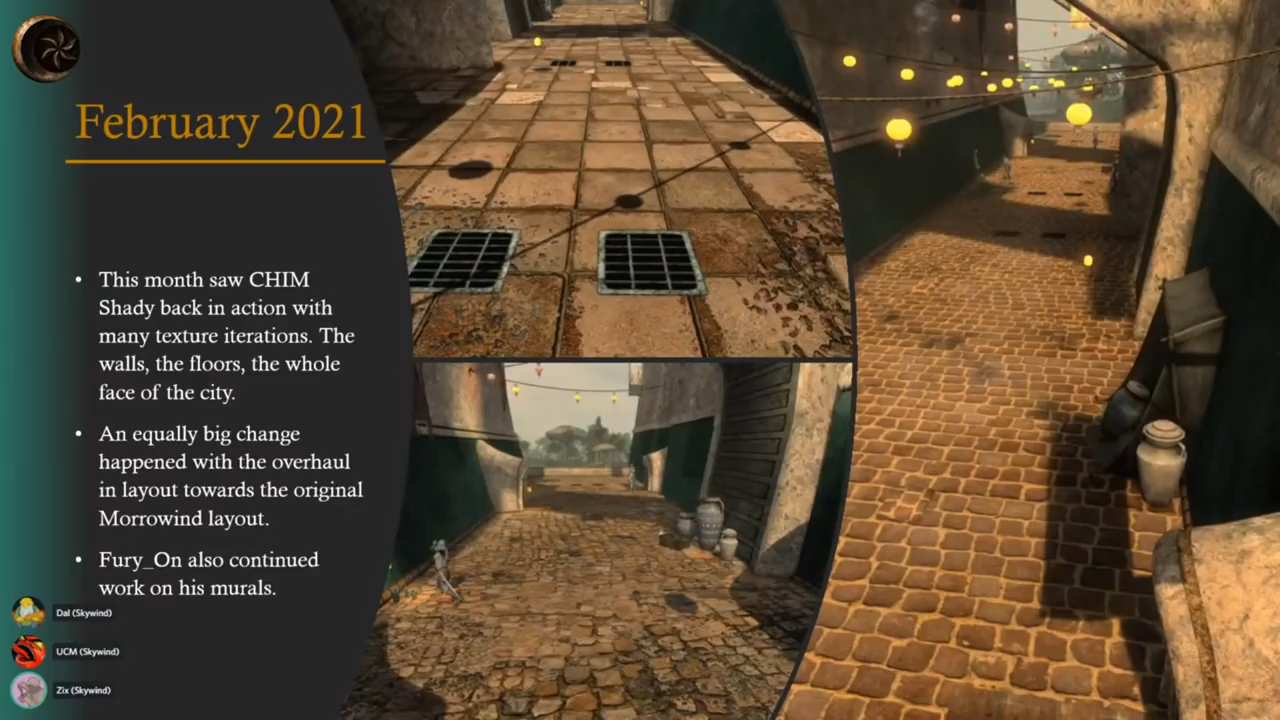 February 2021
• This month saw CHIM
Shady back in action with
many texture iterations. The
walls, the floors, the whole
face of the city.
• An equally big change
happened with the overhaul
in layout towards the original
Morrowind layout.
• Fury_On also continued
work on his murals.
Dal (Skywind)
UCM (Skywind)
Zix (Skywind)